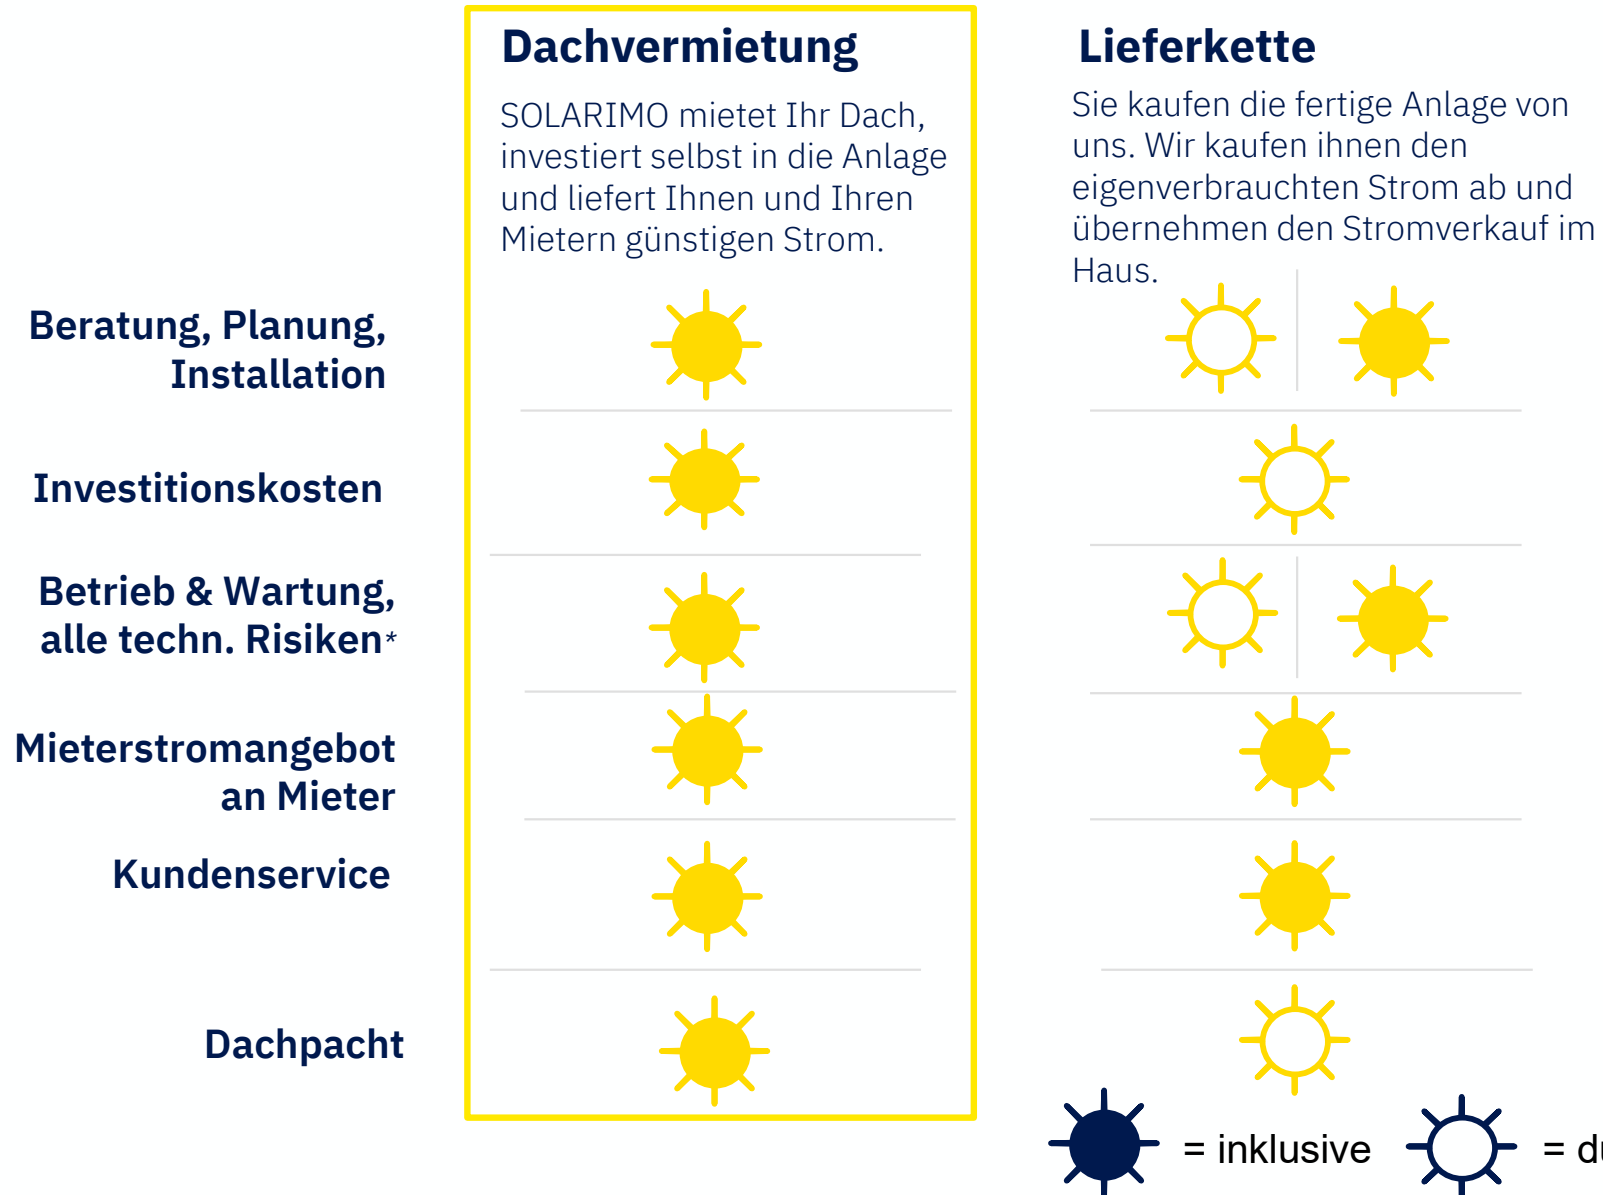 Dachvermietung
SOLARIMO mietet Ihr Dach,
investiert selbst in die Anlage
und liefert Ihnen und Ihren
Mietern günstigen Strom.
Lieferkette
Sie kaufen die fertige Anlage von
uns. Wir kaufen ihnen den
eigenverbrauchten Strom ab und
übernehmen den Stromverkauf im
Haus.
Beratung, Planung,
Installation
Investitionskosten
Betrieb & Wartung,
alle techn. Risiken*
Mieterstromangebot
an Mieter
Kundenservice
Dachpacht
= inklusive
=